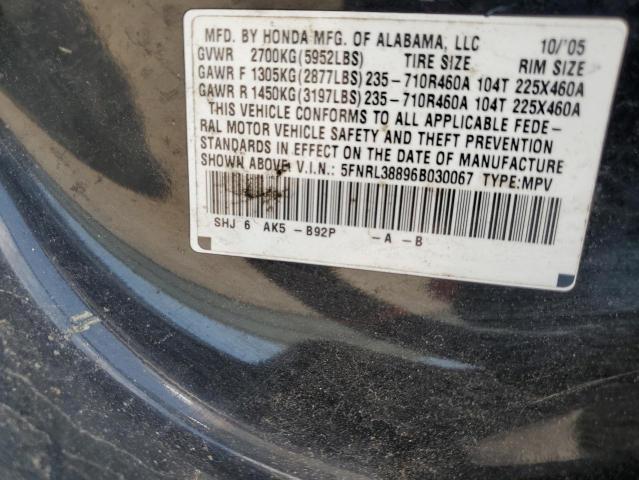 MFD. BY HONDA MFG. OF ALABAMA, LLC 10/'05
GVWR 2700KG(5952LBS) TIRE SIZE RIM SIZE
GAWR F 1305KG(2877LBS) 235-710R460A 104T 225X460A
GAWR R 1450KG(3197LBS) 235-710R460A 104T 225X460A
THIS VEHICLE CONFORMS TO ALL APPLICABLE FEDE-
RAL MOTOR VEHICLE SAFETY AND THEFT PREVENTION
STANDARDS IN EFFECT ON THE DATE OF MANUFACTURE
SHOWN ABOVE. V.I.N.: 5FNRL38896B030067 TYPE:MPV
SHJ 6 AK5 -B92P -A -B